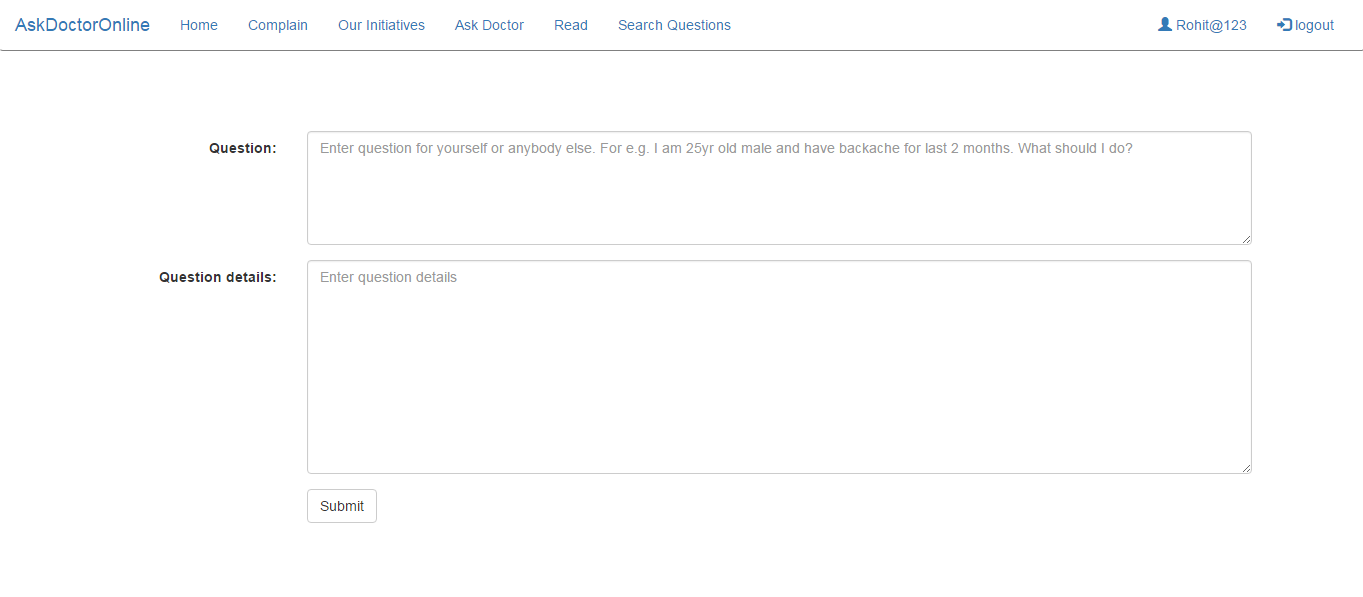 AskDoctorOnline Home Complain Our Initiatives Ask Doctor Read Search Questions Rohit@123 logout
Question: Enter question for yourself or anybody else. For e.g. I am 25yr old male and have backache for last 2 months. What should I do?
Question details: Enter question details
Submit